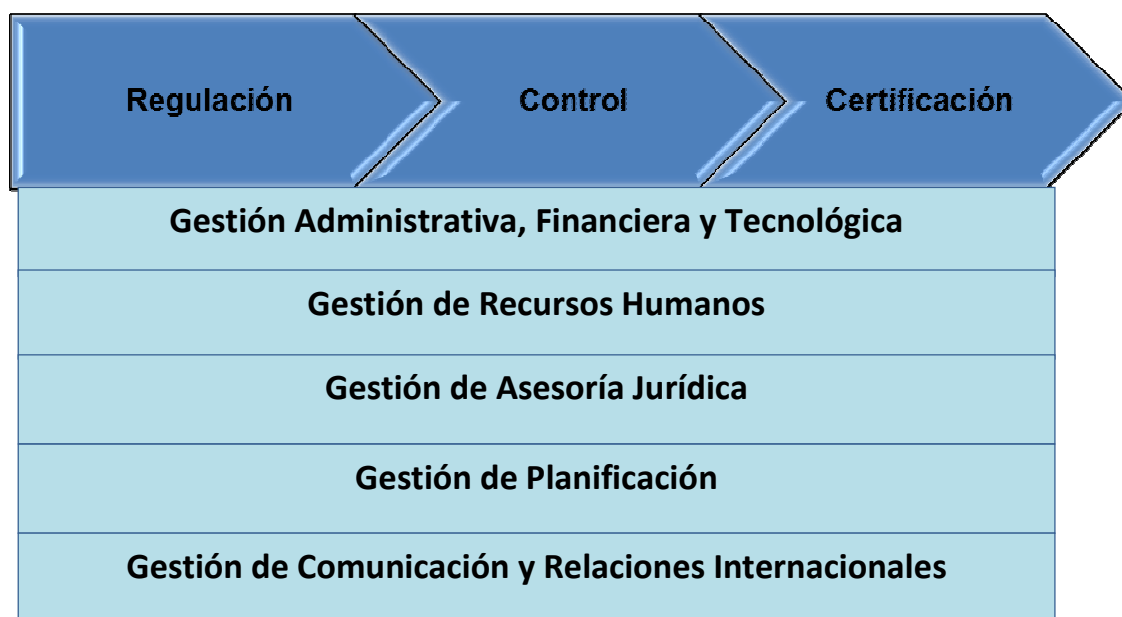 Regulación
Control
Certificación
Gestión Administrativa, Financiera y Tecnológica
Gestión de Recursos Humanos
Gestión de Asesoría Jurídica
Gestión de Planificación
Gestión de Comunicación y Relaciones Internacionales